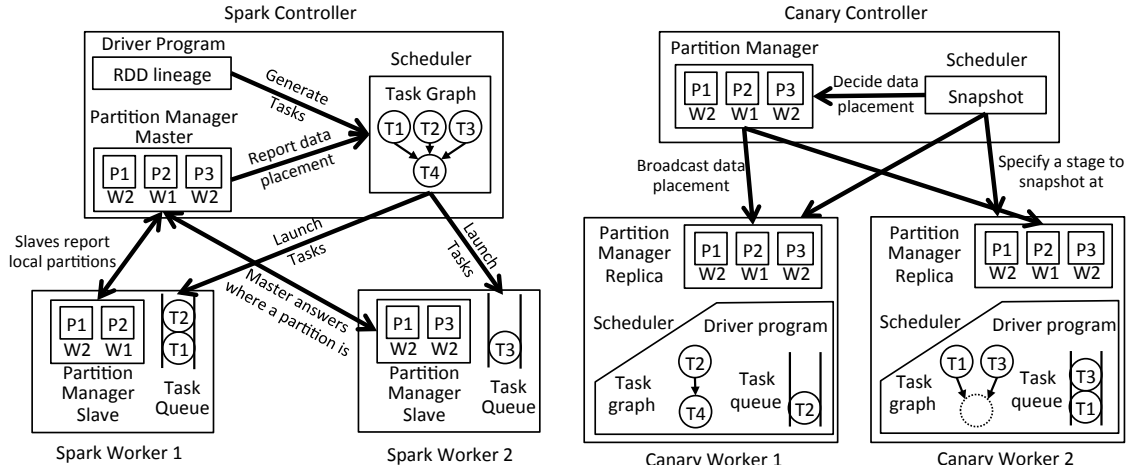 Spark Controller
Driver Program
RDD lineage
Generate
Tasks
Scheduler
Task Graph
T1 T2 T3
T4
Partition Manager
Master
P1 P2 P3
W2 W1 W2
Report data
placement
Slaves report
local partitions
Launch
Tasks
Launch
Tasks
Master answers
where a partition is
P1 P2
W2 W1
Partition
Manager
Slave
T2
T1
Task
Queue
Spark Worker 1
P1 P3
W2 W2
Partition
Manager
Slave
T3
Task
Queue
Spark Worker 2
Canary Controller
Partition Manager
P1 P2 P3
W2 W1 W2
Decide data
placement
Scheduler
Snapshot
Broadcast data
placement
Specify a stage to
snapshot at
Partition
Manager
Replica
P1 P2 P3
W2 W1 W2
Scheduler
Driver program
Task
graph
T2
T4
Task
queue
T2
Canary Worker 1
Partition
Manager
Replica
P1 P2 P3
W2 W1 W2
Scheduler
Driver program
Task
graph
T1 T3
Task
queue
T3
T1
Canary Worker 2